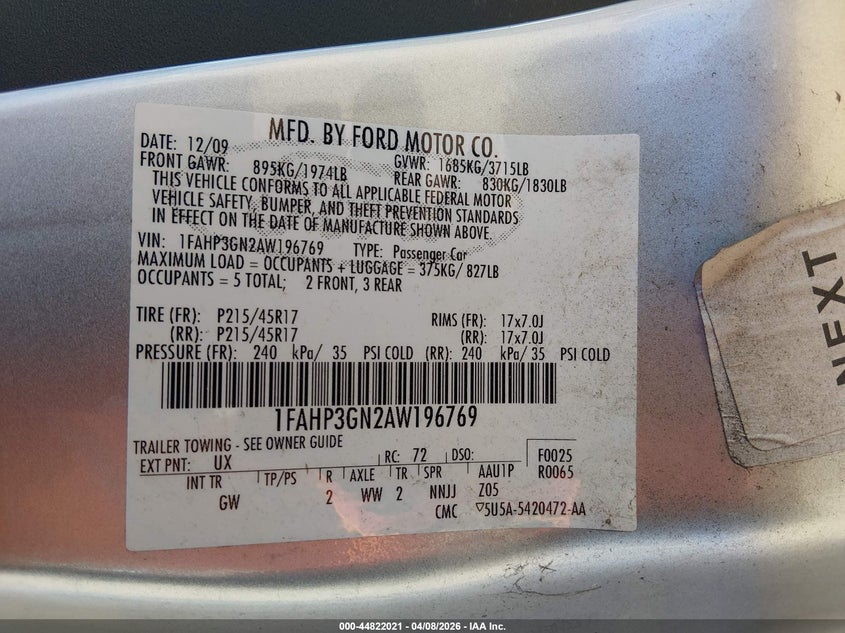 MFD. BY FORD MOTOR CO.
DATE: 12/09
FRONT GAWR: 895KG/1974LB
GVWR: 1685KG/3715LB
REAR GAWR: 830KG/1830LB
THIS VEHICLE CONFORMS TO ALL APPLICABLE FEDERAL MOTOR
VEHICLE SAFETY, BUMPER, AND THEFT PREVENTION STANDARDS
IN EFFECT ON THE DATE OF MANUFACTURE SHOWN ABOVE.
VIN: 1FAHP3GN2AW196769 TYPE: Passenger Car
MAXIMUM LOAD = OCCUPANTS + LUGGAGE = 375KG/ 827LB
OCCUPANTS = 5 TOTAL; 2 FRONT, 3 REAR
TIRE (FR): P215/45R17 RIMS (FR): 17x7.0J
(RR): P215/45R17 (RR): 17x7.0J
PRESSURE (FR): 240 kPa/ 35 PSI COLD (RR): 240 kPa/ 35 PSI COLD
1FAHP3GN2AW196769
TRAILER TOWING - SEE OWNER GUIDE
EXT PNT: UX RC: 72 DSO: F0025
R0065
INT TR TP/PS R AXLE TR SPR AAU1P
GW 2 WW 2 NNJJ Z05
CMC ▽5U5A-5420472-AA
NEXT
000-44822021 - 04/08/2026 - IAA Inc.